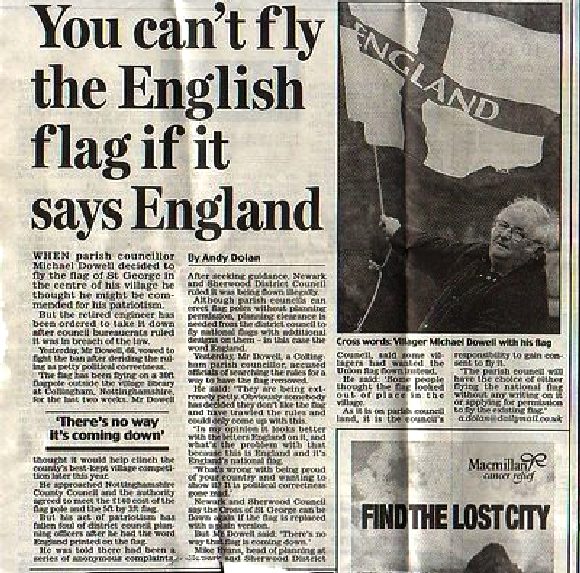 You can't fly
the English
flag if it
says England
WHEN parish councillor
Michael Dowell decided to
fly the flag of St George in
the centre of his village he
thought he might be com-
mended for his patriotism.
But the retired engineer has
been ordered to take it down
after council bureaucrats ruled
it was in breach of the law.
Yesterday, Mr Dowell, 66, vowed to
fight the ban after deriding the rul-
ing as petty political correctness.
The flag has been flying on a 30ft
flagpole outside the village library
at Collingham, Nottinghamshire,
for the last two weeks. Mr Dowell
'There's no way
it's coming down'
thought it would help clinch the
county's best-kept village competi-
tion later this year.
He approached Nottinghamshire
County Council and the authority
agreed to meet the £140 cost of the
flag pole and the 5ft by 3ft flag.
But his act of patriotism has
fallen foul of district council plan-
ning officers after he had the word
England printed on the flag.
He was told there had been a
series of anonymous complaints.
By Andy Dolan
After seeking guidance, Newark
and Sherwood District Council
ruled it was being flown illegally.
Although parish councils can
erect flag poles without planning
permission, planning clearance is
needed from the district council to
fly national flags with additional
designs on them - in this case the
word England.
Yesterday, Mr Dowell, a Colling-
ham parish councillor, accused
officials of searching the rules for a
way to have the flag removed.
He said: 'They are being ext-
remely petty. Obviously somebody
has decided they don't like the flag
and have trawled the rules and
could only come up with this.
'In my opinion it looks better
with the letters England on it, and
what's the problem with that
because this is England and it's
England's national flag.
'What's wrong with being proud
of your country and wanting to
show it? It is political correctness
gone mad.'
Newark and Sherwood Council
say the Cross of St George can be
flown again if the flag is replaced
with a plain version.
But Mr Dowell said: 'There's no
way that flag is coming down.'
Mike Evans, head of planning at
Newark and Sherwood District
ENGLAND
Cross words: Villager Michael Dowell with his flag
Council, said some vil-
lagers had wanted the
Union flag flown instead.
He said: 'Some people
thought the flag looked
out of place in the
village.
'As it is on parish council
land, it is the council's
responsibility to gain con-
sent to fly it.
'The parish council will
have the choice of either
flying the national flag
without any writing on it
or applying for permission
to fly the existing flag.'
a.dolan@dailymail.co.uk
Macmillan
cancer relief
FIND THE LOST CITY